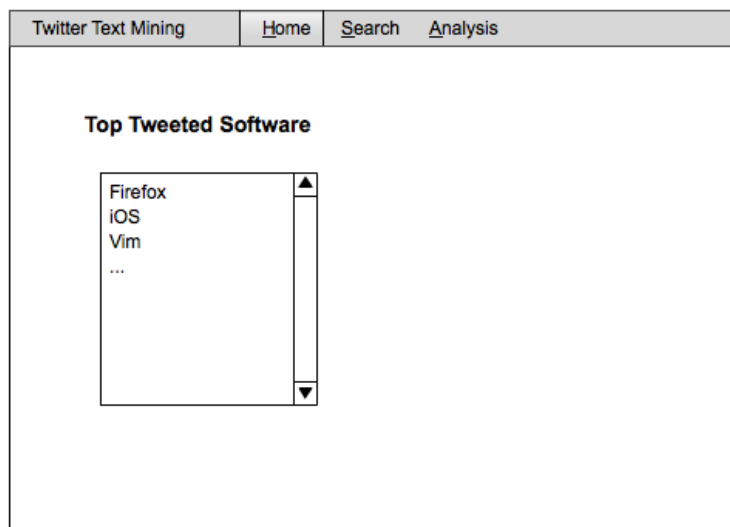 Twitter Text Mining Home Search Analysis
Top Tweeted Software
Firefox
iOS
Vim
...